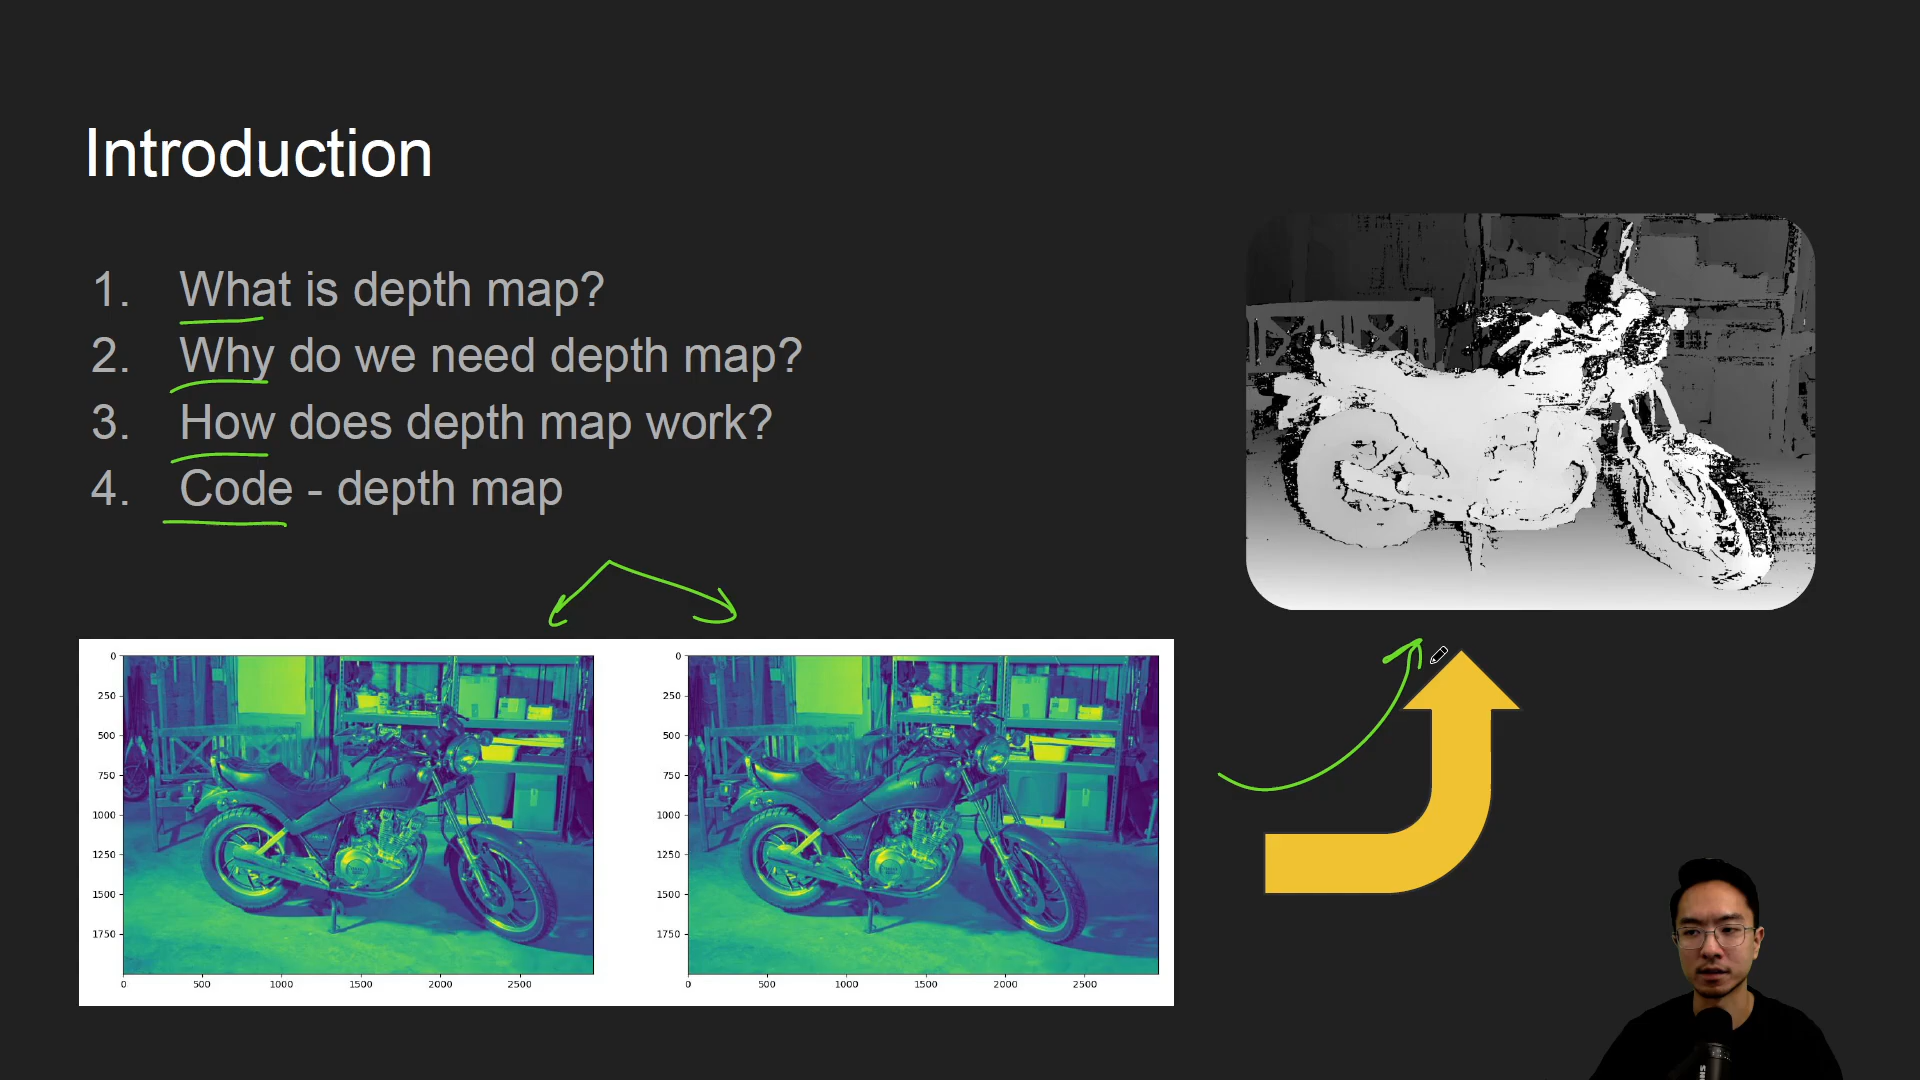 Introduction
1. What is depth map?
2. Why do we need depth map?
3. How does depth map work?
4. Code - depth map
0
250
500
750
1000
1250
1500
1750
0 500 1000 1500 2000 2500
0
250
500
750
1000
1250
1500
1750
0 500 1000 1500 2000 2500